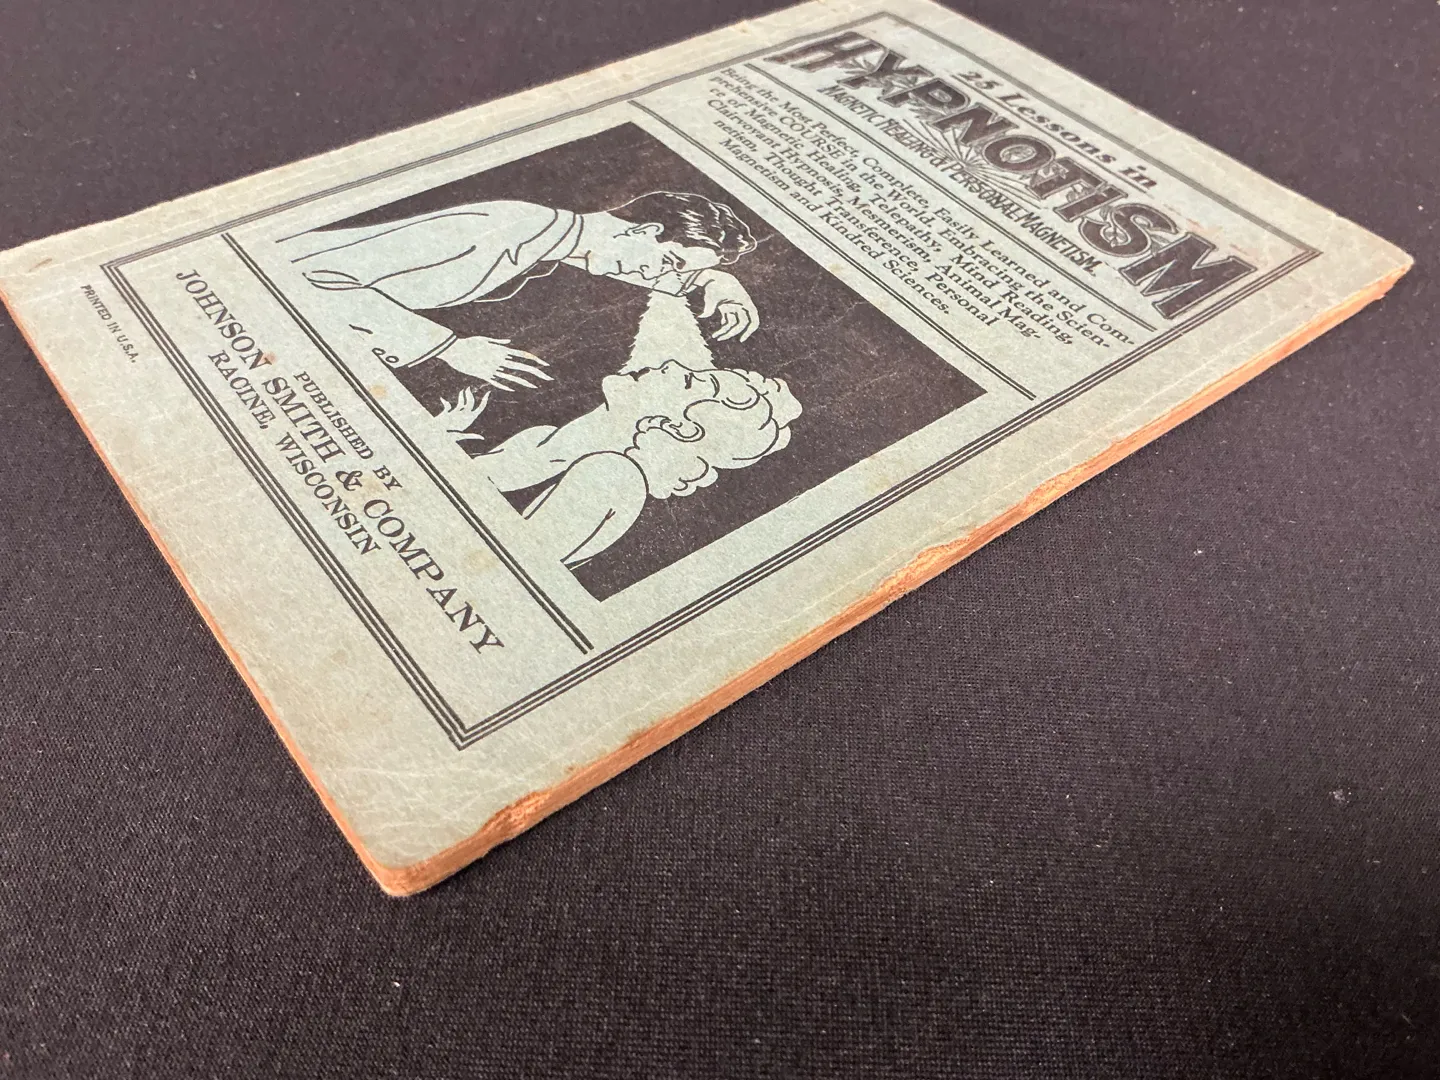 25 Lessons in
HYPNOTISM
MAGNETIC HEALING & PERSONAL MAGNETISM.
Being the Most Perfect, Complete, Easily Learned and Com-
prehensive COURSE in the World, Embracing the Scien-
ce of Magnetic Healing, Telepathy, Mind Reading,
Clairvoyant Hypnosis, Mesmerism, Animal Mag-
netism, Thought Transference, Personal
Magnetism and Kindred Sciences.
PUBLISHED BY
JOHNSON SMITH & COMPANY
RACINE, WISCONSIN
PRINTED IN U.S.A.